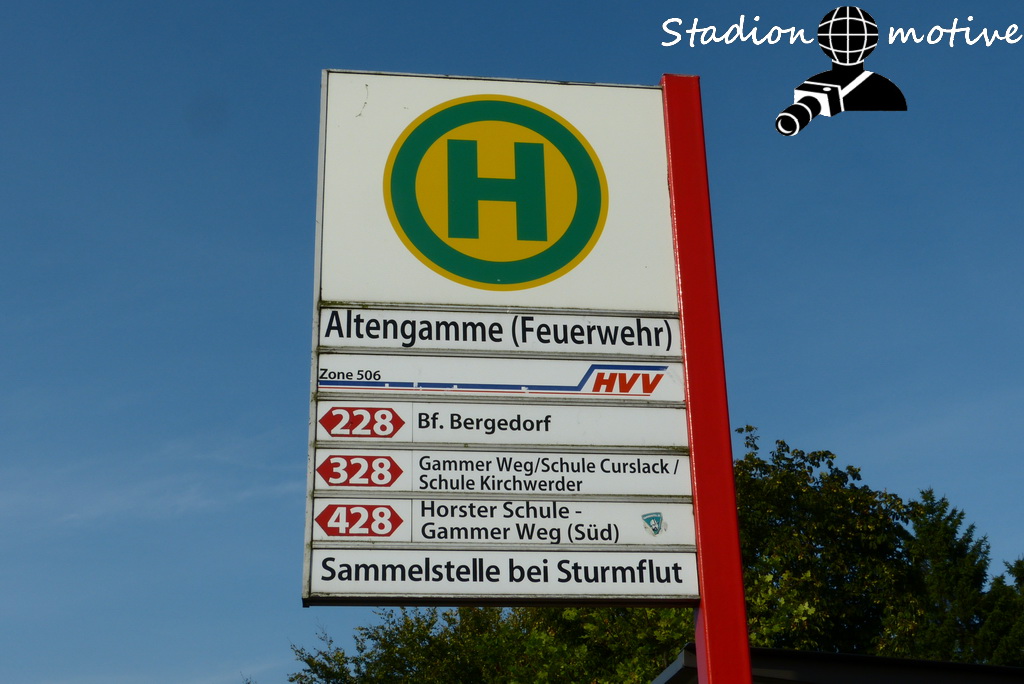 Stadion motive
H
Altengamme (Feuerwehr)
Zone 506
HVV
228 Bf. Bergedorf
328 Gammer Weg/Schule Curslack /
Schule Kirchwerder
428 Horster Schule -
Gammer Weg (Süd)
Sammelstelle bei Sturmflut